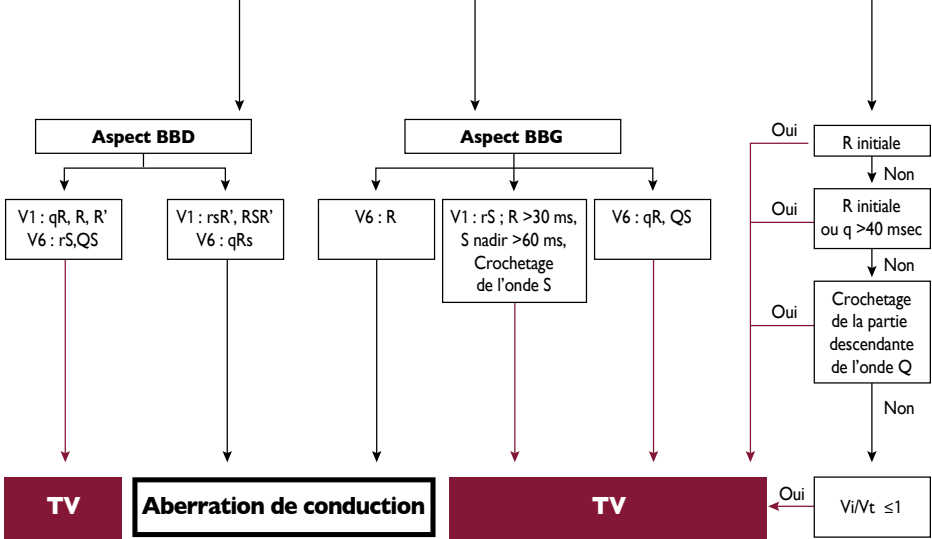 Aspect BBD
Aspect BBG
Oui
R initiale
Non
V1 : qR, R, R’
V6 : rS,QS
V1 : rsR’, RSR’
V6 : qRs
V6 : R
V1 : rS ; R >30 ms,
S nadir >60 ms,
Crochetage
de l’onde S
V6 : qR, QS
Oui
R initiale
ou q >40 msec
Non
Oui
Crochetage
de la partie
descendante
de l’onde Q
Non
TV
Aberration de conduction
TV
Oui
Vi/Vt ≤1